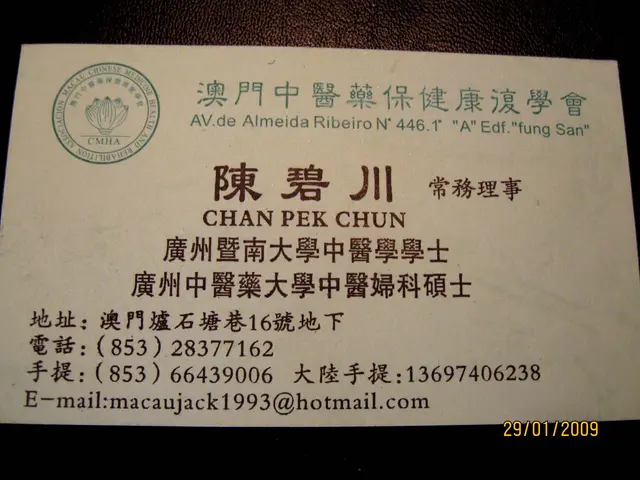 澳門中醫藥保健康復學會
AV.de Almeida Ribeiro Nº 446.1º "A" Edf."fung San"
CMHA
陳碧川 常務理事
CHAN PEK CHUN
廣州暨南大學中醫學學士
廣州中醫藥大學中醫婦科碩士
地址: 澳門爐石塘巷16號地下
電話: (853) 28377162
手提: (853) 66439006 大陸手提:13697406238
E-mail:macaujack1993@hotmail.com
29/01/2009